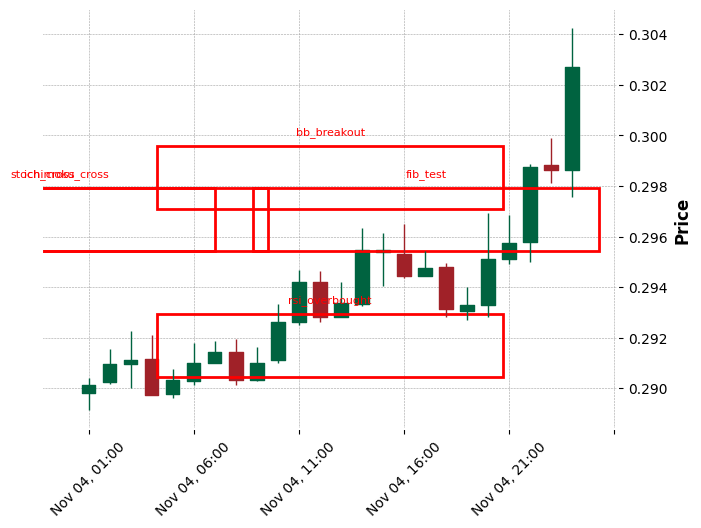 0.304
0.302
bb_breakout
0.300
stoch_cross
ichimoku_cross
fib_test
0.298
Price
0.296
0.294
rsi_overbought
0.292
0.290
Nov 04, 01:00
Nov 04, 06:00
Nov 04, 11:00
Nov 04, 16:00
Nov 04, 21:00